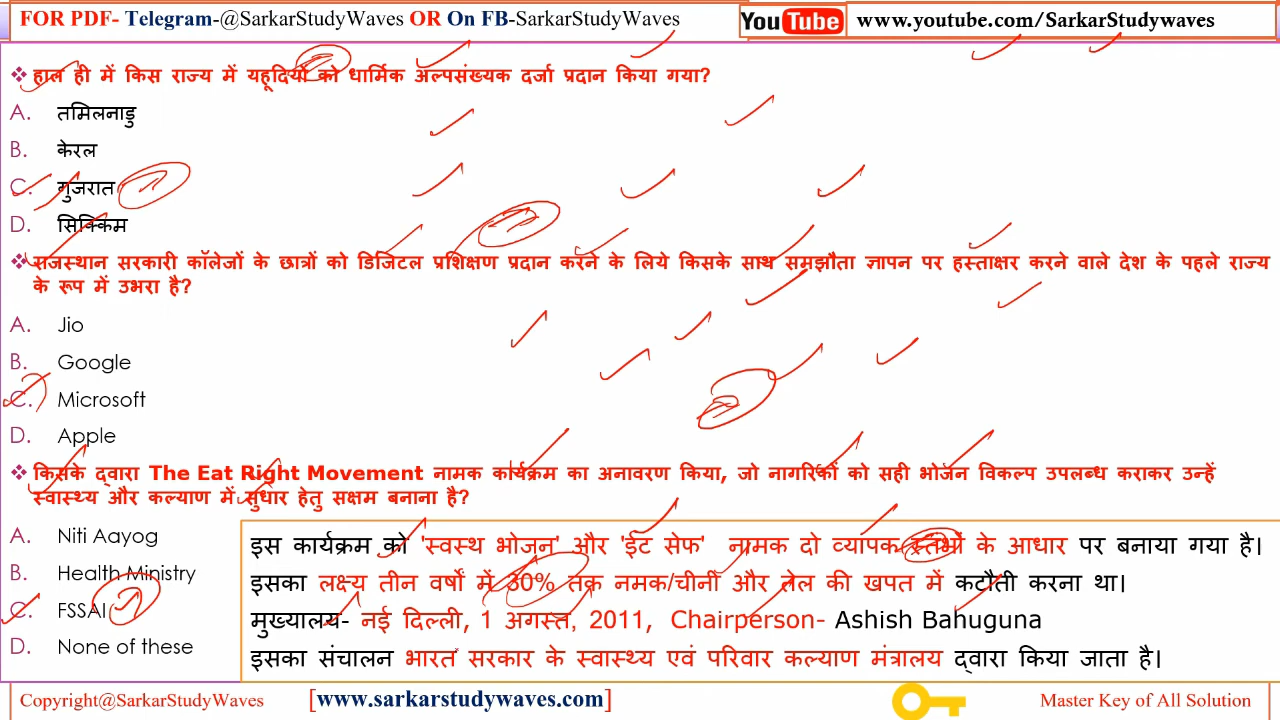 FOR PDF- Telegram-@SarkarStudyWaves OR On FB-SarkarStudyWaves
YouTube
www.youtube.com/SarkarStudywaves
❖ हाल ही में किस राज्य में यहूदियों को धार्मिक अल्पसंख्यक दर्जा प्रदान किया गया?
A. तमिलनाडु
B. केरल
C. गुजरात
D. सिक्किम
❖ राजस्थान सरकारी कॉलेजों के छात्रों को डिजिटल प्रशिक्षण प्रदान करने के लिये किसके साथ समझौता ज्ञापन पर हस्ताक्षर करने वाले देश के पहले राज्य
के रूप में उभरा है?
A. Jio
B. Google
C. Microsoft
D. Apple
❖ किसके द्वारा The Eat Right Movement नामक कार्यक्रम का अनावरण किया, जो नागरिकों को सही भोजन विकल्प उपलब्ध कराकर उन्हें
स्वास्थ्य और कल्याण में सुधार हेतु सक्षम बनाना है?
A. Niti Aayog
B. Health Ministry
C. FSSAI
D. None of these
इस कार्यक्रम को 'स्वस्थ भोजन' और 'ईट सेफ' नामक दो व्यापक स्तंभों के आधार पर बनाया गया है।
इसका लक्ष्य तीन वर्षों में 30% तक नमक/चीनी और तेल की खपत में कटौती करना था।
मुख्यालय- नई दिल्ली, 1 अगस्त, 2011, Chairperson- Ashish Bahuguna
इसका संचालन भारत सरकार के स्वास्थ्य एवं परिवार कल्याण मंत्रालय द्वारा किया जाता है।
Copyright@SarkarStudyWaves
[www.sarkarstudywaves.com]
Master Key of All Solution